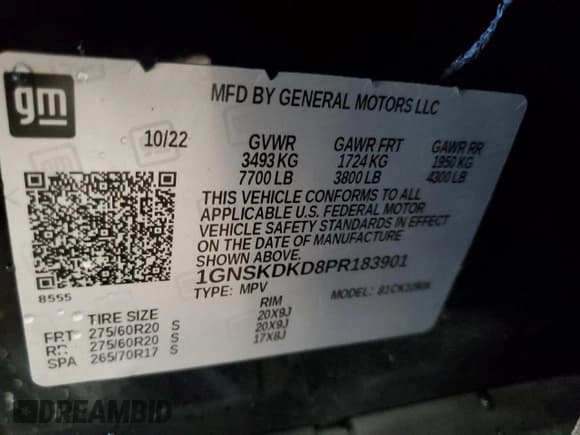 gm
MFD BY GENERAL MOTORS LLC
10/22 GVWR GAWR FRT GAWR RR
3493 KG 1724 KG 1950 KG
7700 LB 3800 LB 4300 LB
THIS VEHICLE CONFORMS TO ALL
APPLICABLE U.S. FEDERAL MOTOR
VEHICLE SAFETY STANDARDS IN EFFECT
ON THE DATE OF MANUFACTURE
SHOWN ABOVE.
1GNSKDKD8PR183901
8555
TYPE: MPV MODEL:
TIRE SIZE RIM
FRT 275/60R20 S 20X9J
RR 275/60R20 S 20X9J
SPA 265/70R17 S 17X8J
DREAMBID